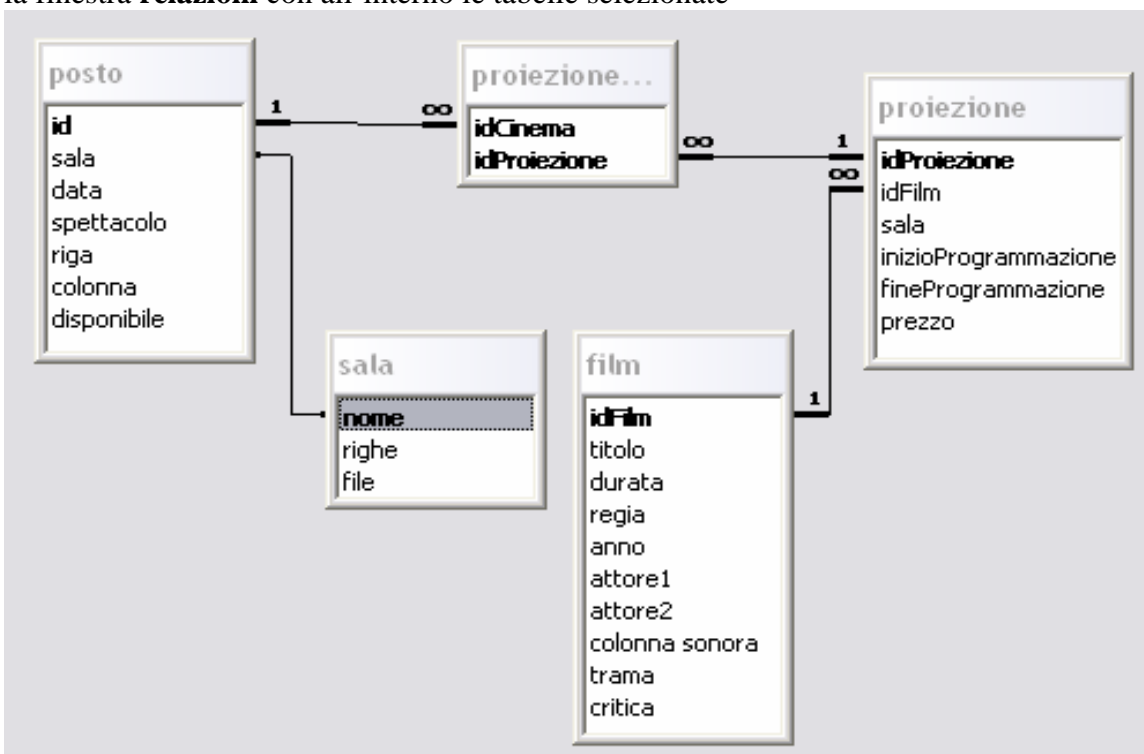 la finestra relazioni con all'interno le tabelle selezionate
posto
id
sala
data
spettacolo
riga
colonna
disponibile
1
∞
proiezione...
idCinema
idProiezione
∞
1
∞
proiezione
idProiezione
idFilm
sala
inizioProgrammazione
fineProgrammazione
prezzo
sala
nome
righe
file
film
idFilm
titolo
durata
regia
anno
attore1
attore2
colonna sonora
trama
critica
1